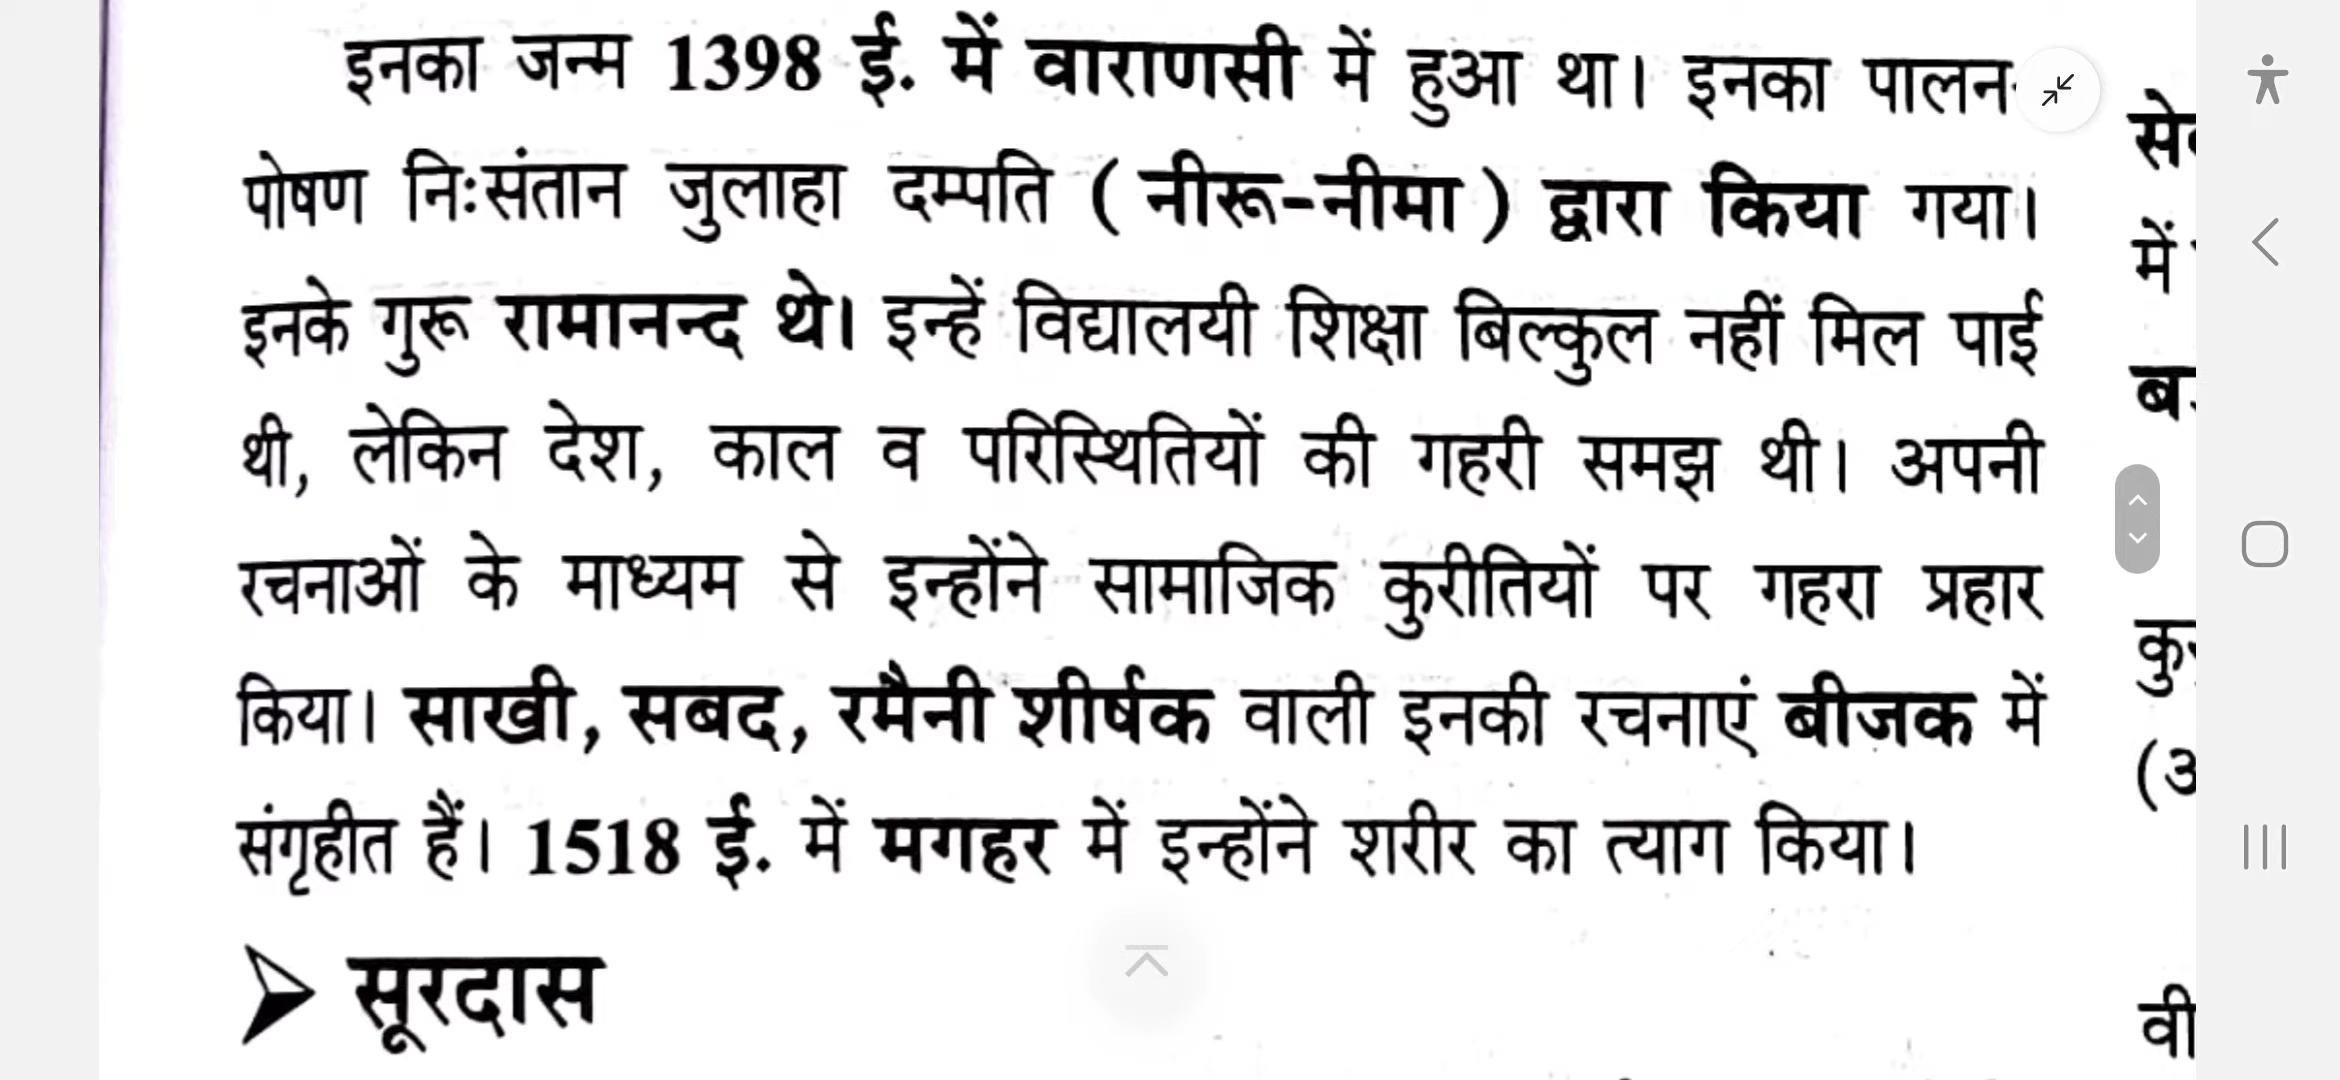 इनका जन्म 1398 ई. में वाराणसी में हुआ था। इनका पालन-
पोषण निःसंतान जुलाहा दम्पति (नीरू-नीमा) द्वारा किया गया।
इनके गुरू रामानन्द थे। इन्हें विद्यालयी शिक्षा बिल्कुल नहीं मिल पाई
थी, लेकिन देश, काल व परिस्थितियों की गहरी समझ थी। अपनी
रचनाओं के माध्यम से इन्होंने सामाजिक कुरीतियों पर गहरा प्रहार
किया। साखी, सबद, रमैनी शीर्षक वाली इनकी रचनाएं बीजक में
संगृहीत हैं। 1518 ई. में मगहर में इन्होंने शरीर का त्याग किया।
➤ सूरदास
में